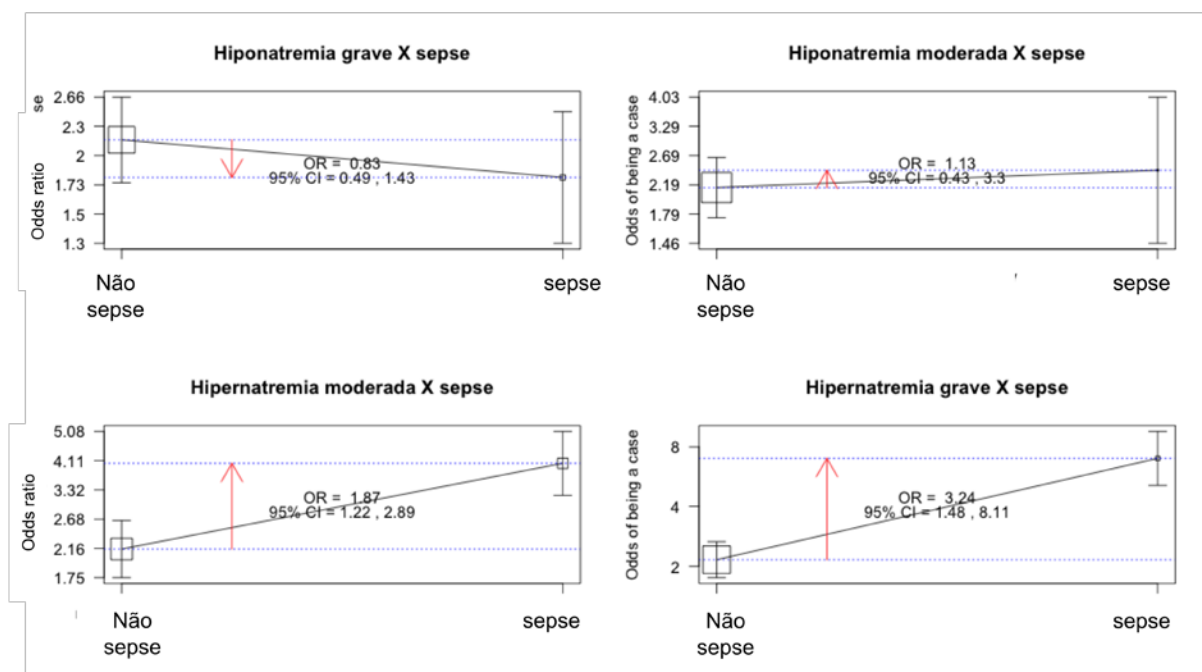 Hiponatremia grave X sepse
se
Odds ratio
2.66
2.3
2
1.73
1.5
1.3
OR = 0.83
95% CI = 0.49 , 1.43
Não
sepse
sepse
Hiponatremia moderada X sepse
Odds of being a case
4.03
3.29
2.69
2.19
1.79
1.46
OR = 1.13
95% CI = 0.43 , 3.3
Não
sepse
sepse
Hipernatremia moderada X sepse
Odds ratio
5.08
4.11
3.32
2.68
2.16
1.75
OR = 1.87
95% CI = 1.22 , 2.89
Não
sepse
sepse
Hipernatremia grave X sepse
Odds of being a case
8
4
2
OR = 3.24
95% CI = 1.48 , 8.11
Não
sepse
sepse